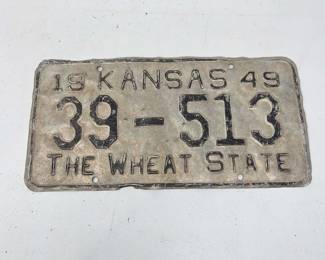 19 KANSAS 49
39-513
THE WHEAT STATE